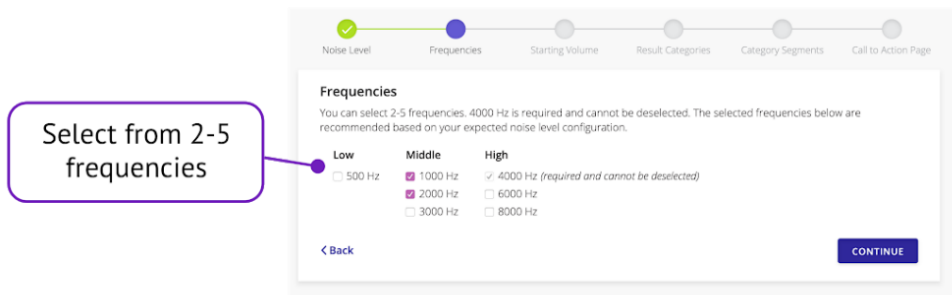 Noise Level Frequencies Starting Volume Result Categories Category Segments Call to Action Page
Frequencies
You can select 2-5 frequencies. 4000 Hz is required and cannot be deselected. The selected frequencies below are
recommended based on your expected noise level configuration.
Select from 2-5
frequencies
Low Middle High
500 Hz 1000 Hz 4000 Hz (required and cannot be deselected)
2000 Hz 6000 Hz
3000 Hz 8000 Hz
Back CONTINUE